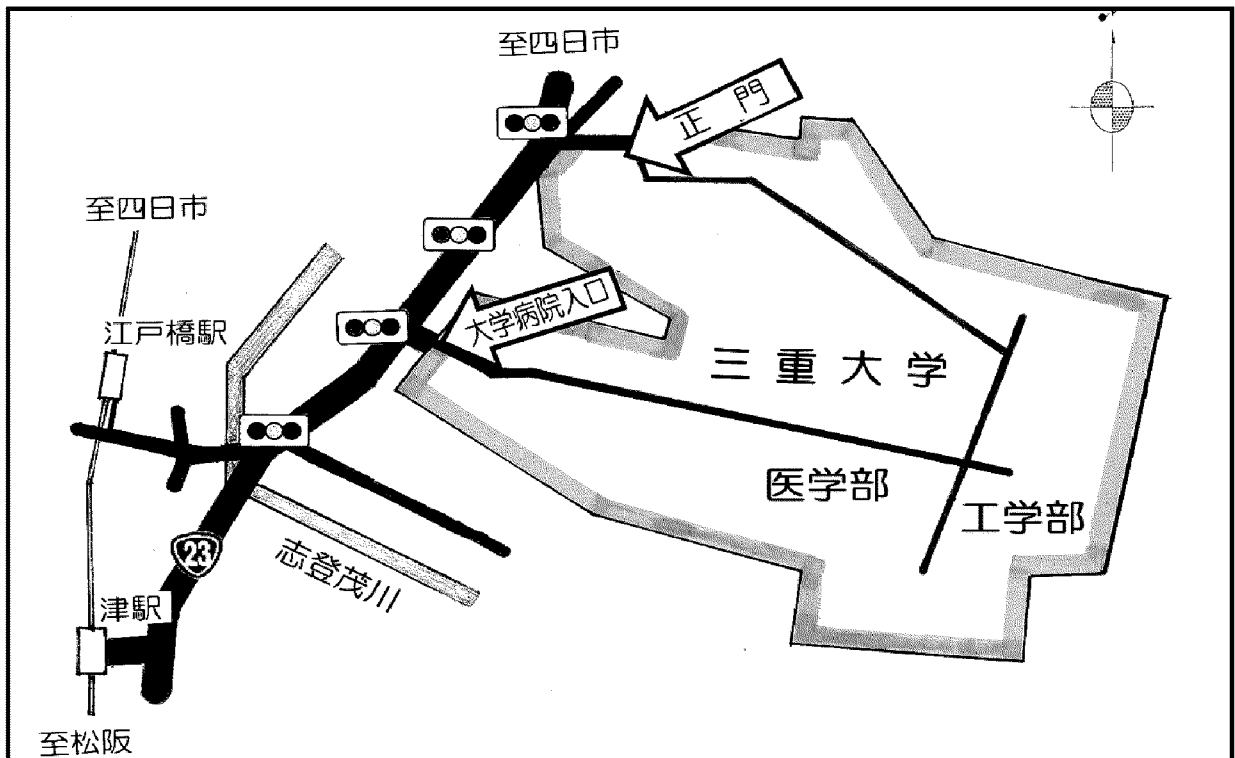 至四日市
正門
至四日市
大学病院入口
江戸橋駅
三重大学
医学部
工学部
23
志登茂川
津駅
至松阪